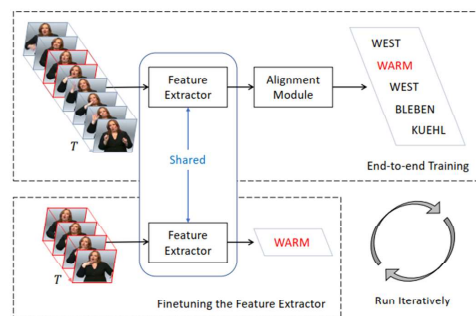 WEST
WARM
WEST
BLEBEN
KUEHL
Feature
Extractor
Alignment
Module
T
Shared
End-to-end Training
Feature
Extractor
WARM
T
Finetuning the Feature Extractor
Run Iteratively